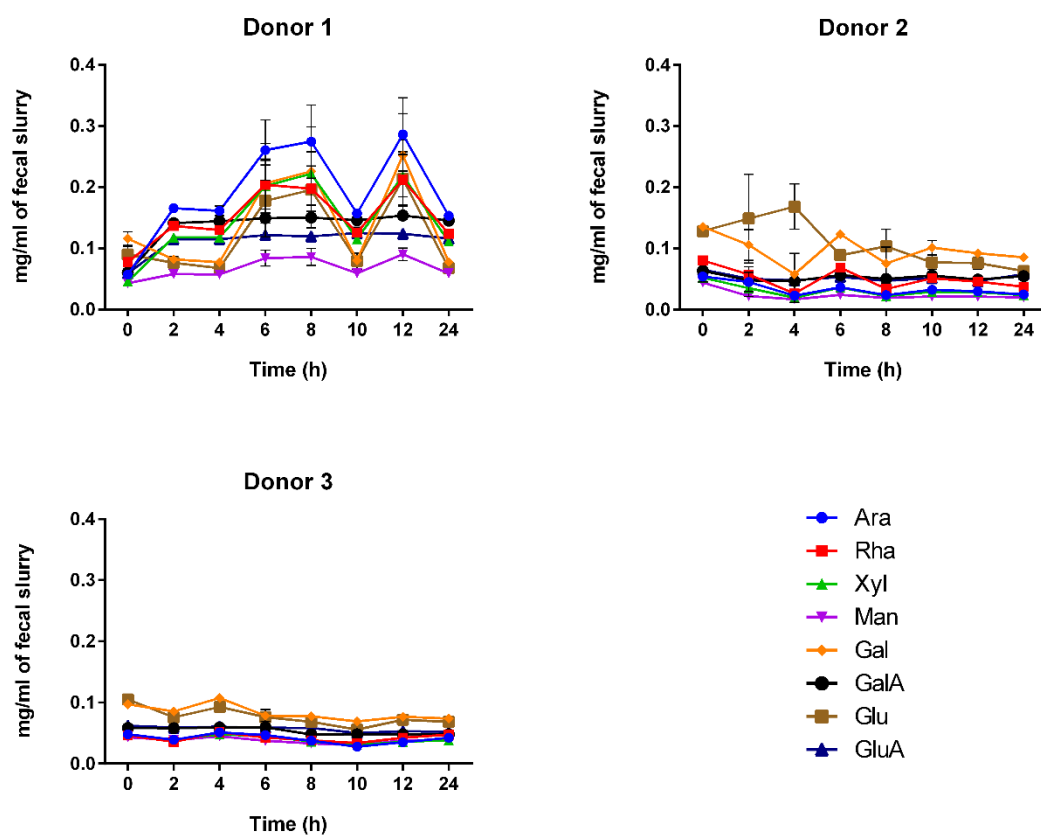 Donor 1
mg/ml of fecal slurry
0.4
0.3
0.2
0.1
0.0
0 2 4 6 8 10 12 24
Time (h)
Donor 2
mg/ml of fecal slurry
0.4
0.3
0.2
0.1
0.0
0 2 4 6 8 10 12 24
Time (h)
Donor 3
mg/ml of fecal slurry
0.4
0.3
0.2
0.1
0.0
0 2 4 6 8 10 12 24
Time (h)
Ara
Rha
Xyl
Man
Gal
GalA
Glu
GluA